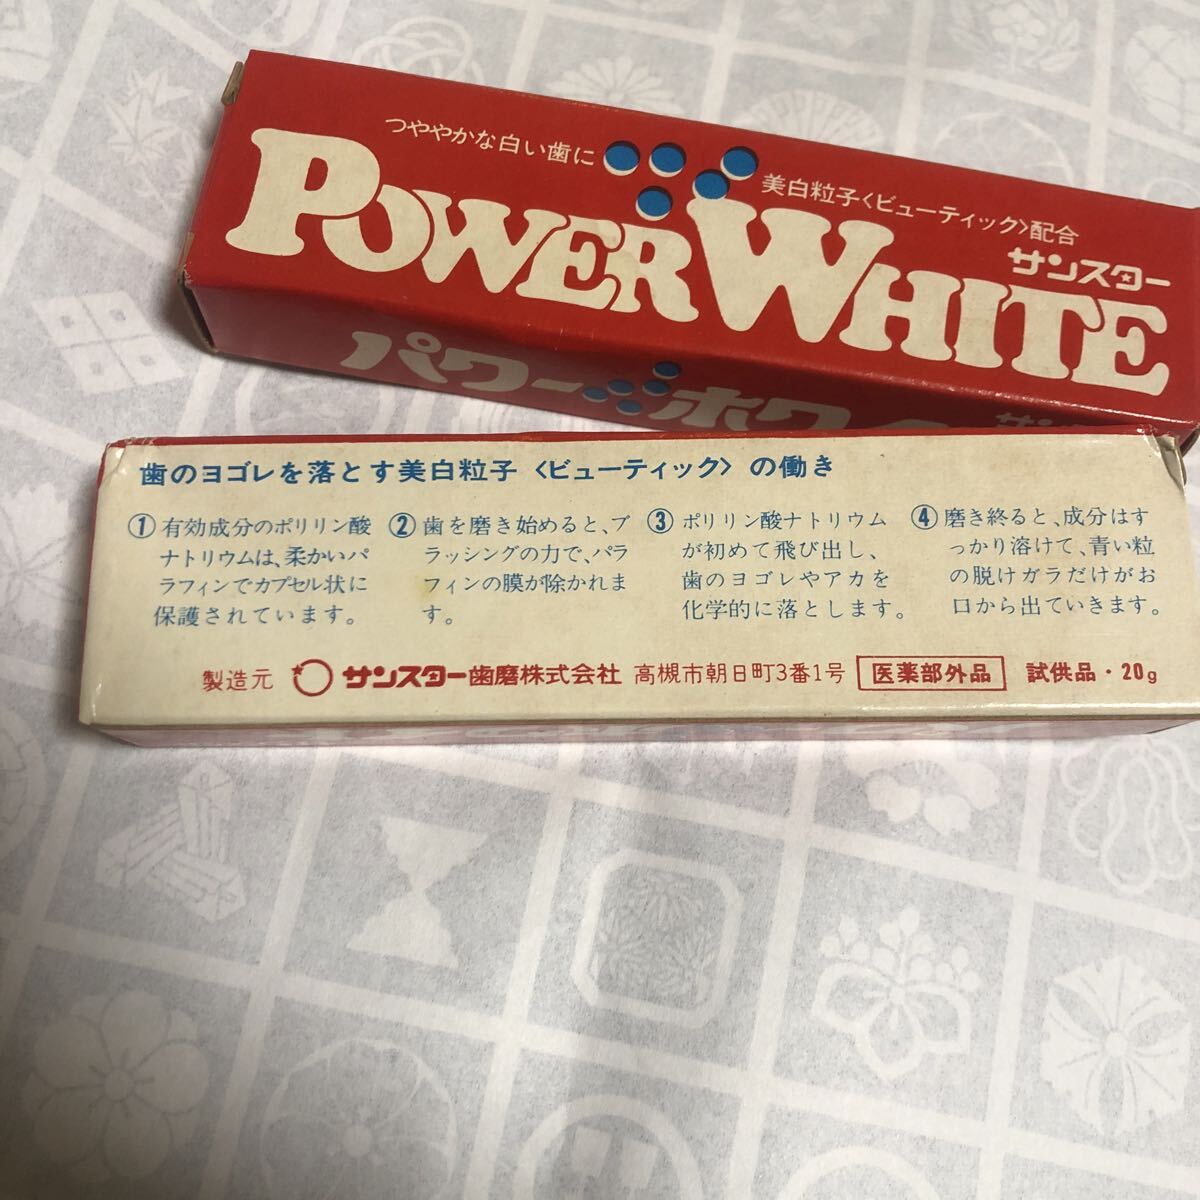 つややかな白い歯に
美白粒子〈ビューティック〉配合
サンスター
POWER WHITE
パワーホワ
サンス
歯のヨゴレを落とす美白粒子〈ビューティック〉の働き
① 有効成分のポリリン酸
ナトリウムは、柔かいパ
ラフィンでカプセル状に
保護されています。
② 歯を磨き始めると、ブ
ラッシングの力で、パラ
フィンの膜が除かれま
す。
③ ポリリン酸ナトリウム
が初めて飛び出し、
歯のヨゴレやアカを
化学的に落とします。
④ 磨き終ると、成分はす
っかり溶けて、青い粒
の脱けガラだけがお
口から出ていきます。
製造元 サンスター歯磨株式会社 高槻市朝日町3番1号 医薬部外品 試供品・20g